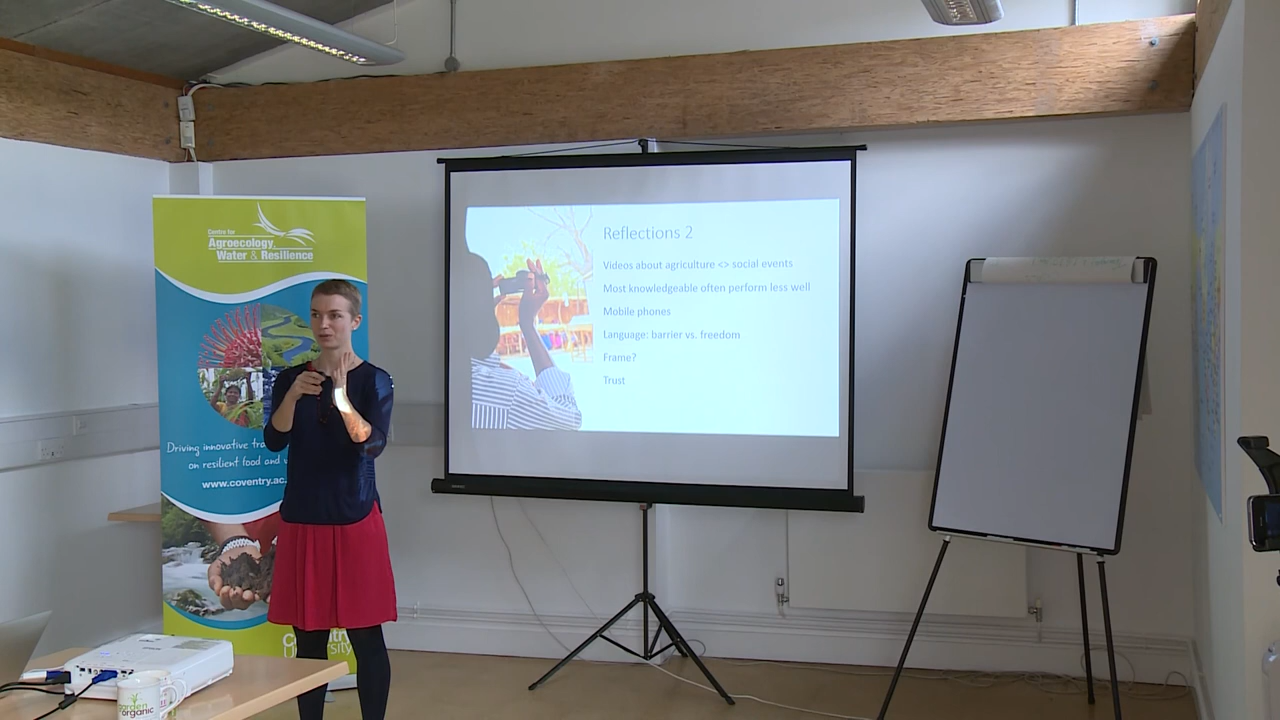 Centre for
Agroecology,
Water & Resilience
Driving innovative
on resilient food and
www.coventry.ac.
Reflections 2
Videos about agriculture <> social events
Most knowledgeable often perform less well
Mobile phones
Language: barrier vs. freedom
Frame?
Trust
garden
organic